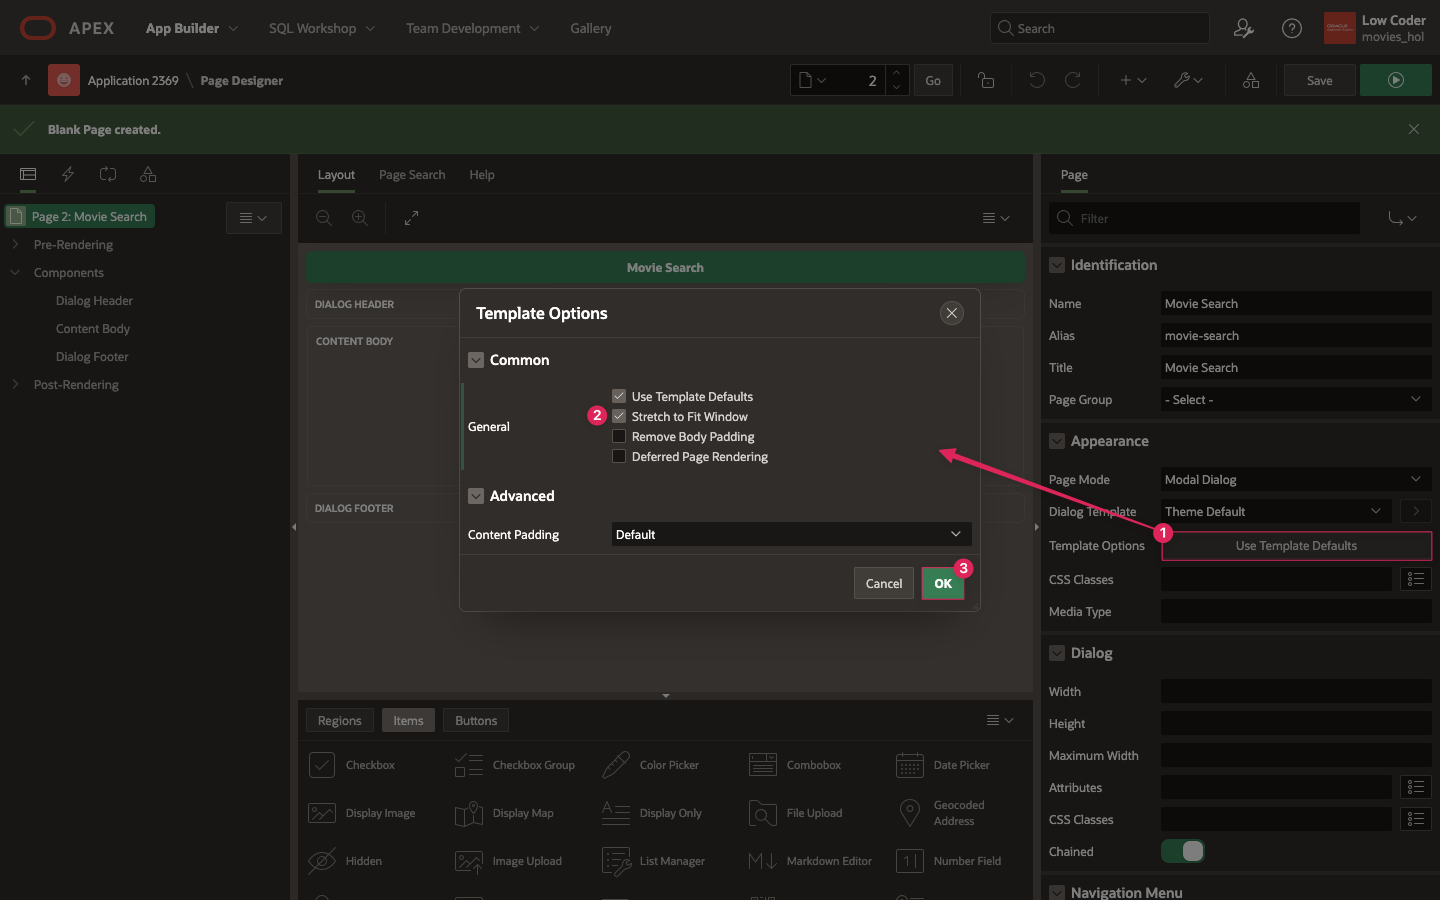 APEX
App Builder
SQL Workshop
Team Development
Gallery
Search
Low Coder
movies_hol
Application 2369 \ Page Designer
2
Go
Save
Blank Page created.
Page 2: Movie Search
Pre-Rendering
Components
Dialog Header
Content Body
Dialog Footer
Post-Rendering
Layout
Page Search
Help
Movie Search
DIALOG HEADER
CONTENT BODY
DIALOG FOOTER
Template Options
Common
General
Use Template Defaults
2
Stretch to Fit Window
Remove Body Padding
Deferred Page Rendering
Advanced
Content Padding
Default
Cancel
OK
3
Regions
Items
Buttons
Checkbox
Checkbox Group
Color Picker
Combobox
Date Picker
Display Image
Display Map
Display Only
File Upload
Geocoded
Address
Hidden
Image Upload
List Manager
Markdown Editor
Number Field
Page
Filter
Identification
Name
Movie Search
Alias
movie-search
Title
Movie Search
Page Group
- Select -
Appearance
Page Mode
Modal Dialog
Dialog Template
Theme Default
1
Template Options
Use Template Defaults
CSS Classes
Media Type
Dialog
Width
Height
Maximum Width
Attributes
CSS Classes
Chained
Navigation Menu